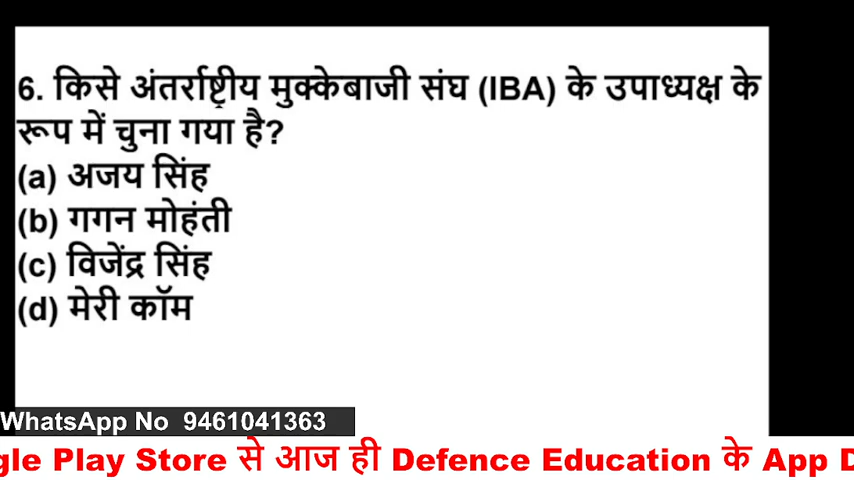 6. किसे अंतर्राष्ट्रीय मुक्केबाजी संघ (IBA) के उपाध्यक्ष के
रूप में चुना गया है?
(a) अजय सिंह
(b) गगन मोहंती
(c) विजेंद्र सिंह
(d) मेरी कॉम
WhatsApp No 9461041363
gle Play Store से आज ही Defence Education के App D